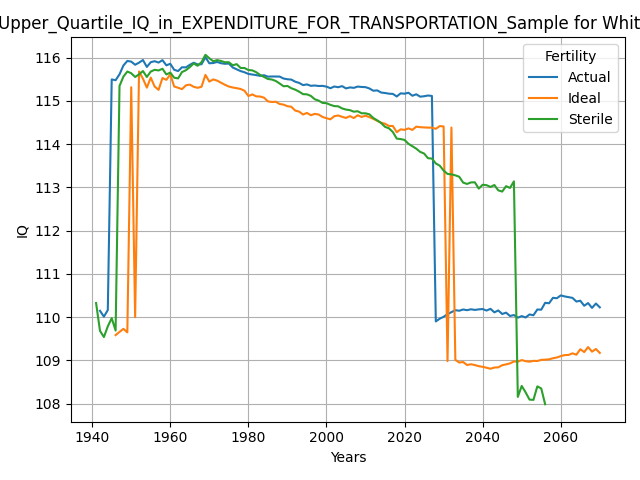 Upper_Quartile_IQ_in_EXPENDITURE_FOR_TRANSPORTATION_Sample for Whit
Fertility
Actual
Ideal
Sterile
IQ
116
115
114
113
112
111
110
109
108
1940 1960 1980 2000 2020 2040 2060
Years